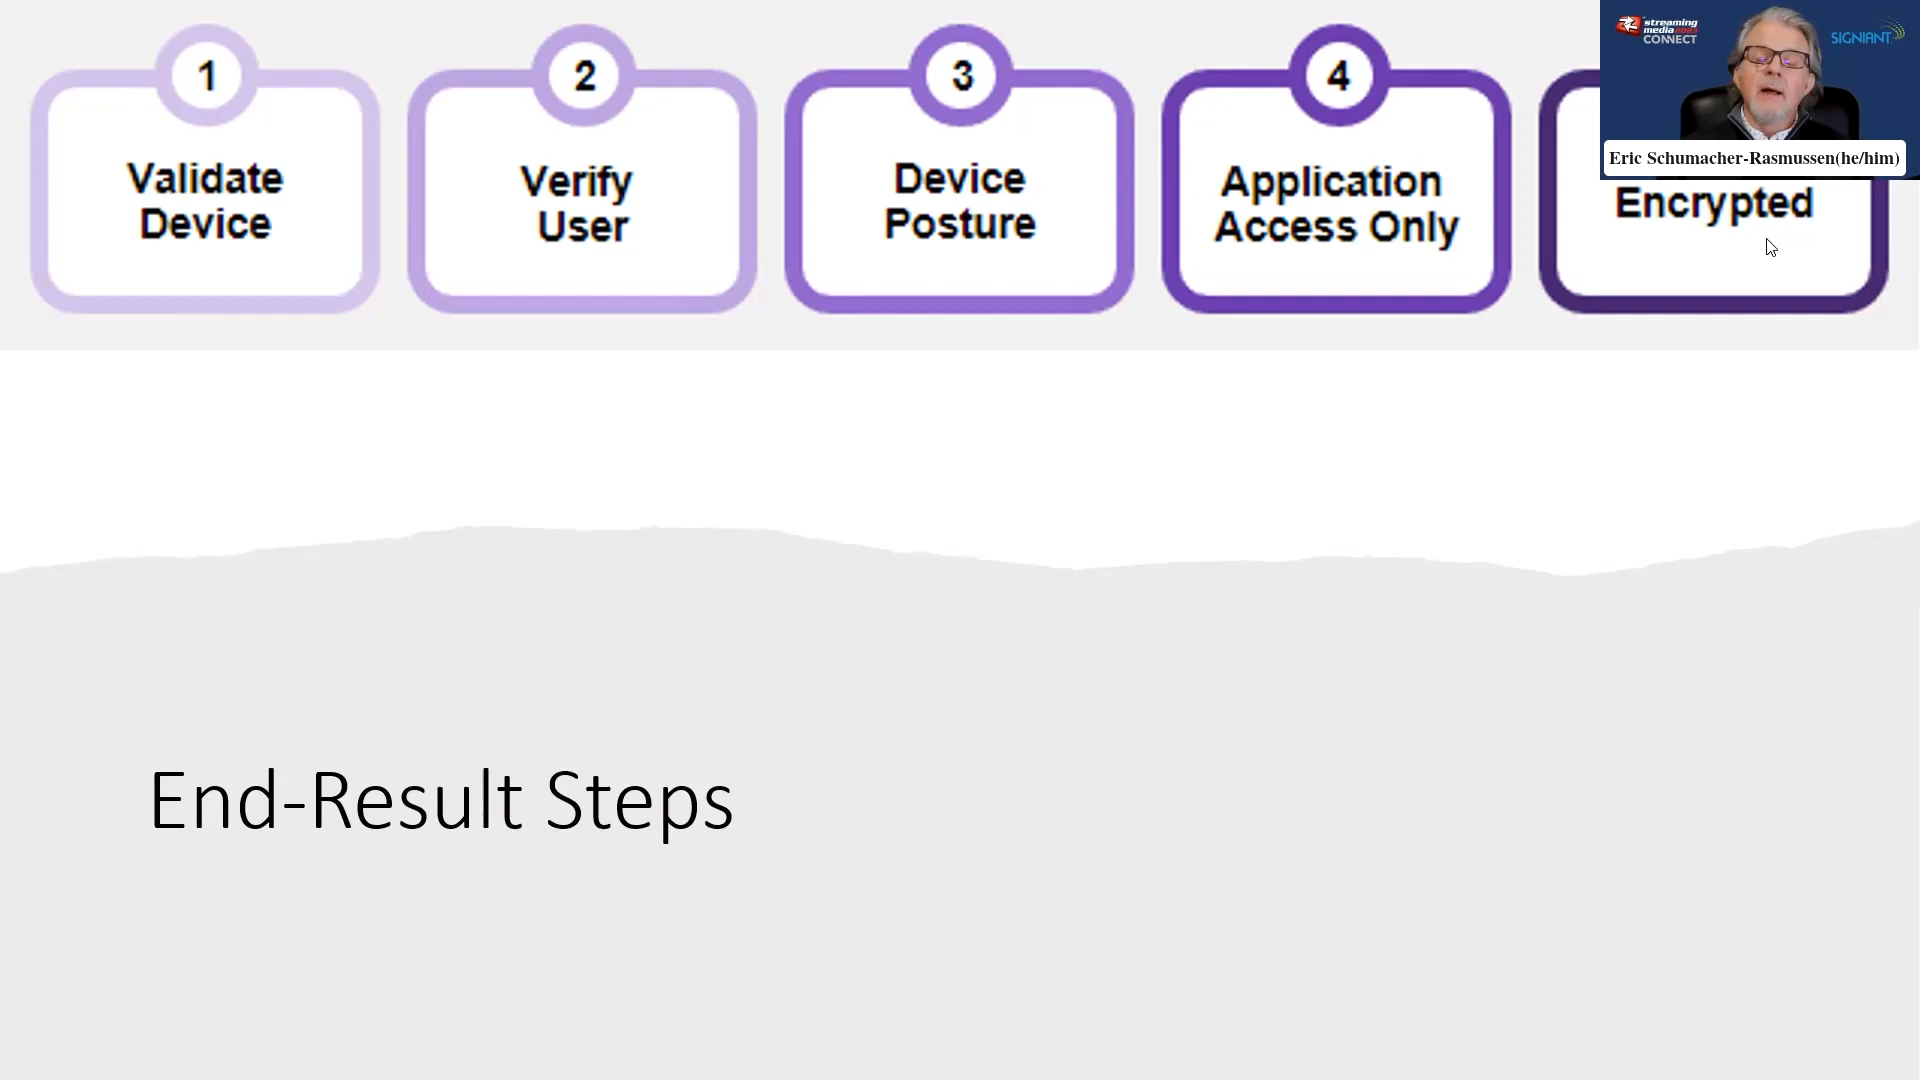 1
2
3
4
Validate
Device
Verify
User
Device
Posture
Application
Access Only
Encrypted
streaming
media 2023
CONNECT
SIGNIANT
Eric Schumacher-Rasmussen(he/him)
End-Result Steps